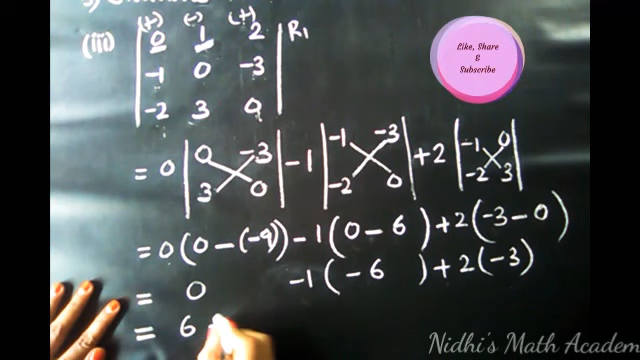 (+) (-) (+)
(iii) | 0 1 2 | R1
| -1 0 -3 |
| -2 3 0 |
Like, Share
&
Subscribe
= 0 | 0 -3 | -1 | -1 -3 | +2 | -1 0 |
| 3 0 | | -2 0 | | -2 3 |
= 0(0-(-9)) -1(0-6) +2(-3-0)
= 0 -1(-6) +2(-3)
= 6
Nidhi's Math Academ